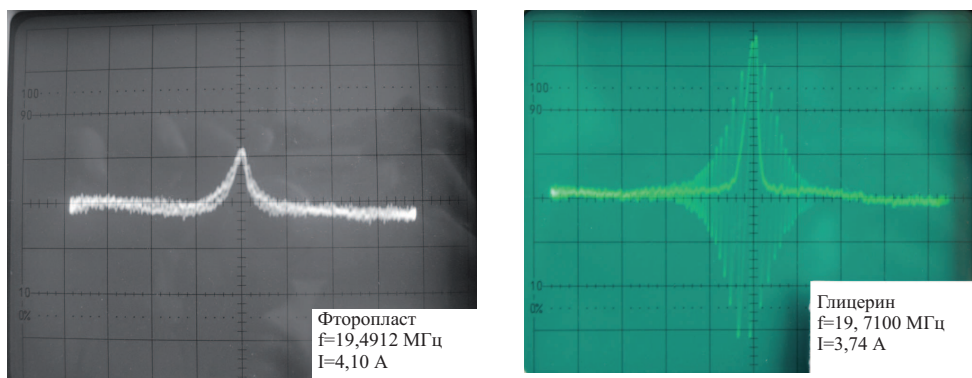 100
90
10
0%
Фторопласт
f=19,4912 МГц
I=4,10 А
100
90
10
0%
Глицерин
f=19, 7100 МГц
I=3,74 А